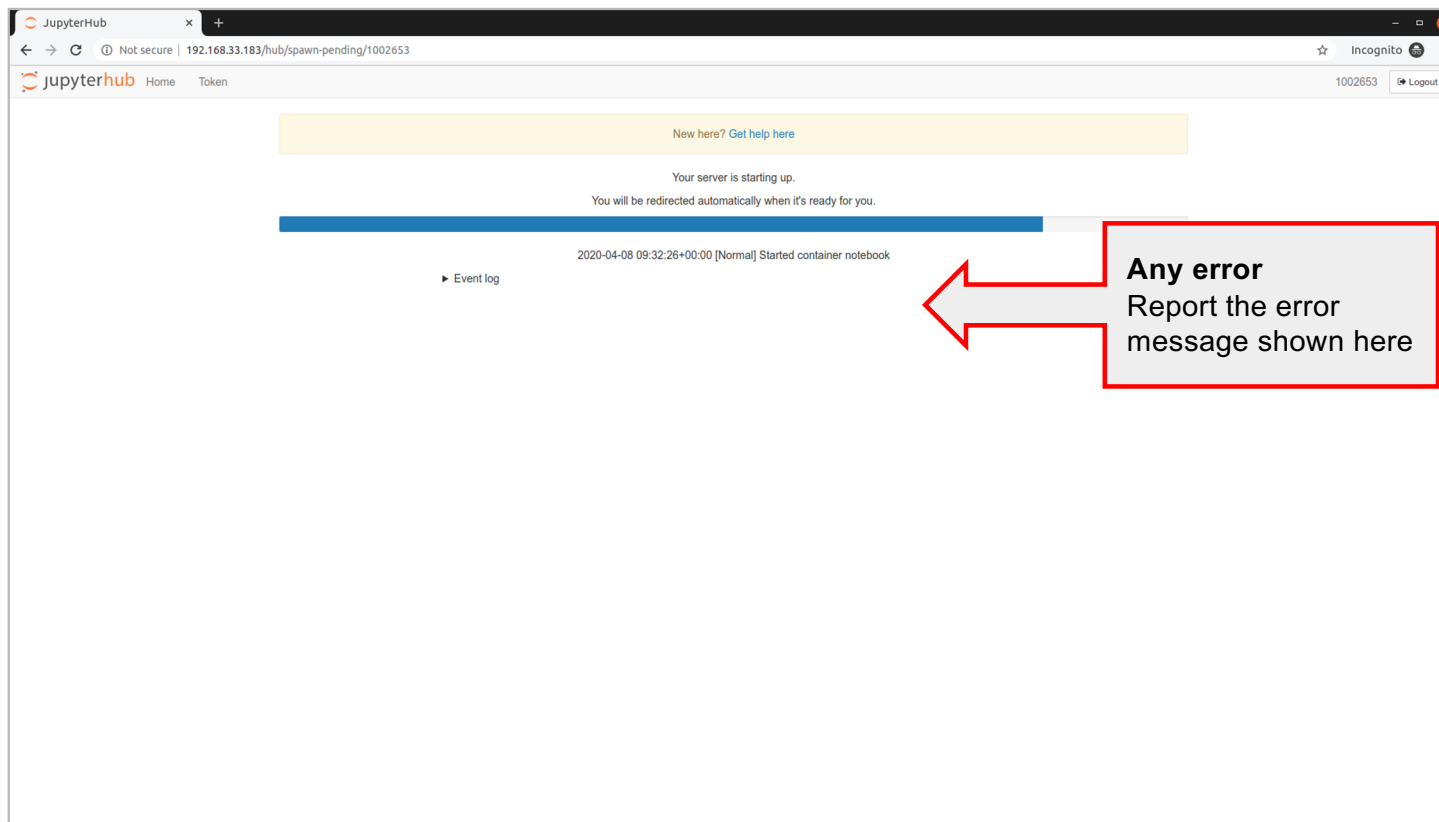 JupyterHub
Not secure | 192.168.33.183/hub/spawn-pending/1002653
Incognito
jupyterhub Home Token
1002653 Logout
New here? Get help here
Your server is starting up.
You will be redirected automatically when it's ready for you.
2020-04-08 09:32:26+00:00 [Normal] Started container notebook
Event log
Any error
Report the error
message shown here